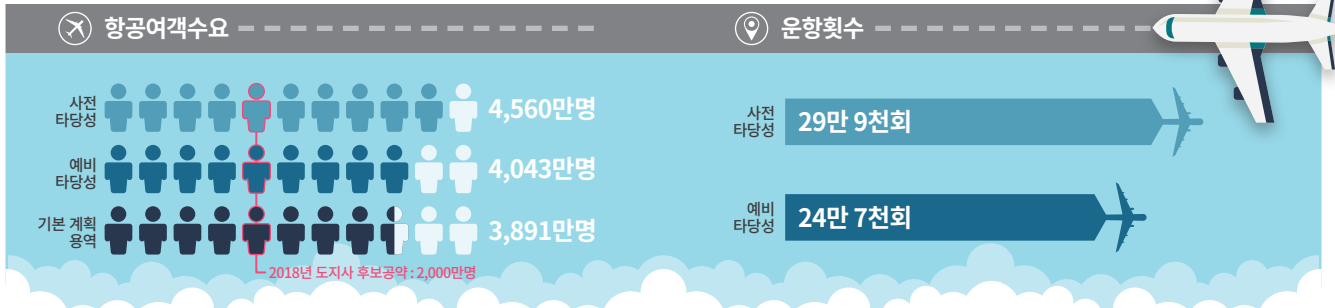 항공여객수요
사전
타당성
4,560만명
예비
타당성
4,043만명
기본 계획
용역
3,891만명
2018년 도지사 후보공약 : 2,000만명
운항횟수
사전
타당성
29만 9천회
예비
타당성
24만 7천회